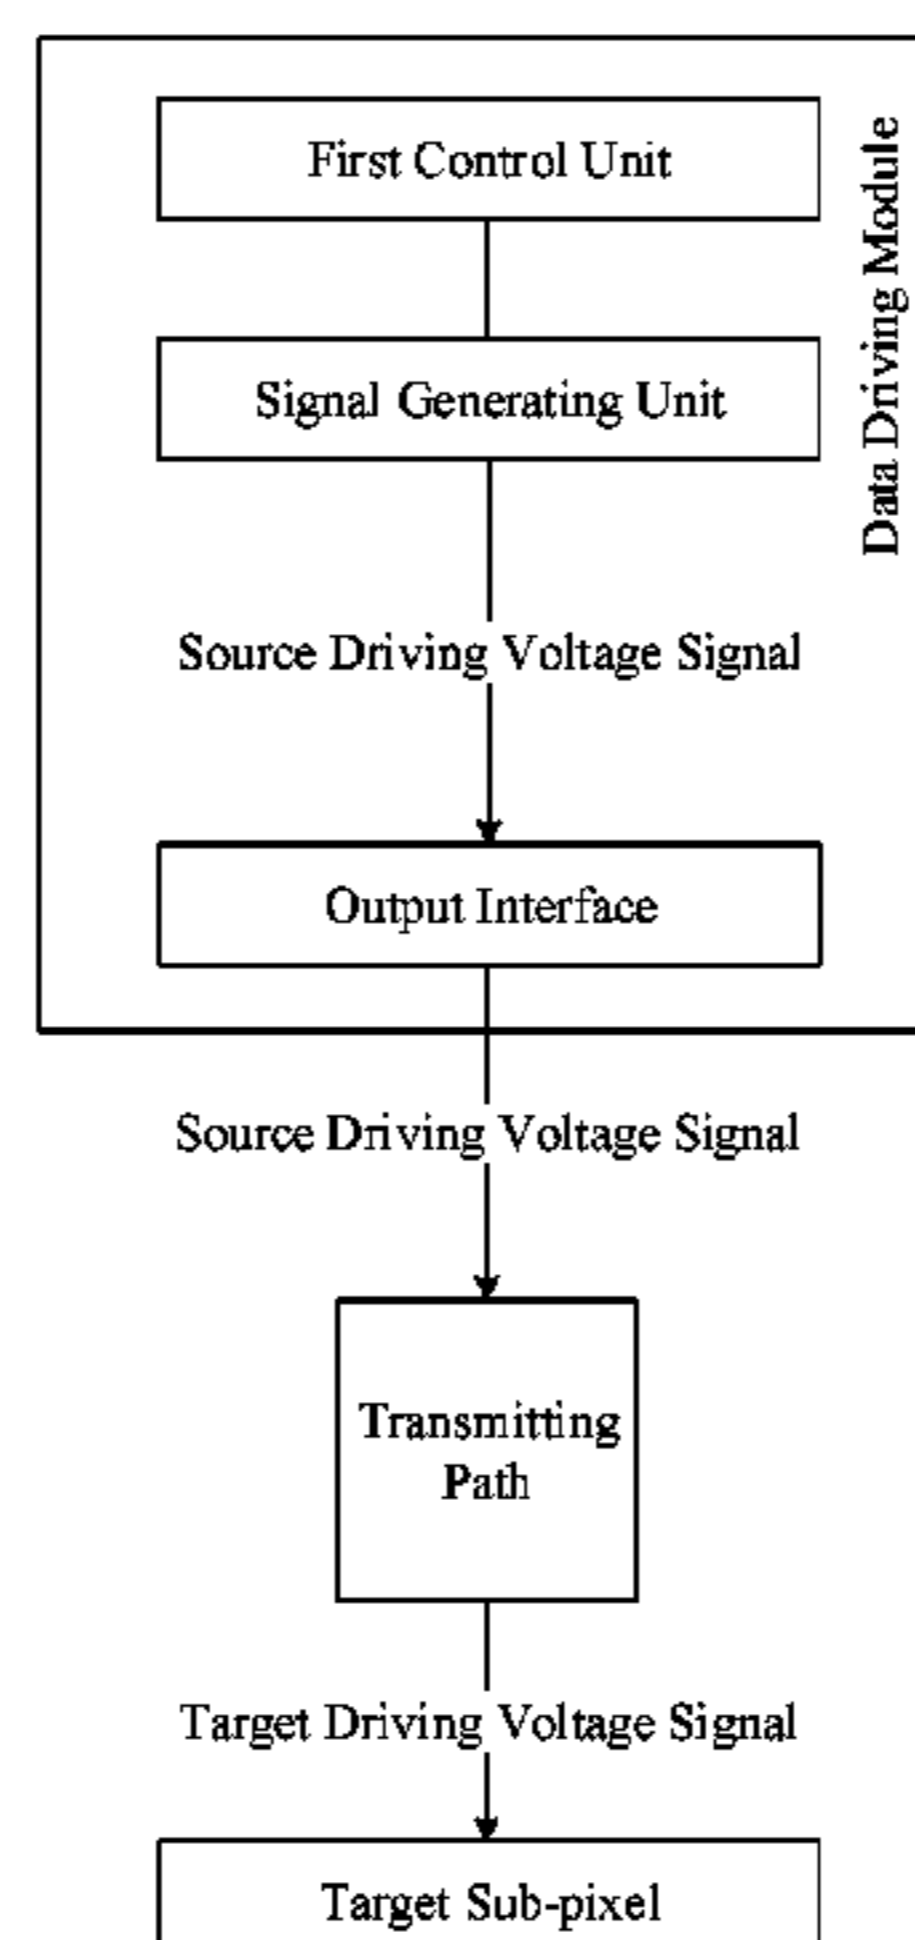 First Control Unit
Data Driving Module
Signal Generating Unit
Source Driving Voltage Signal
Output Interface
Source Driving Voltage Signal
Transmitting
Path
Target Driving Voltage Signal
Target Sub-pixel